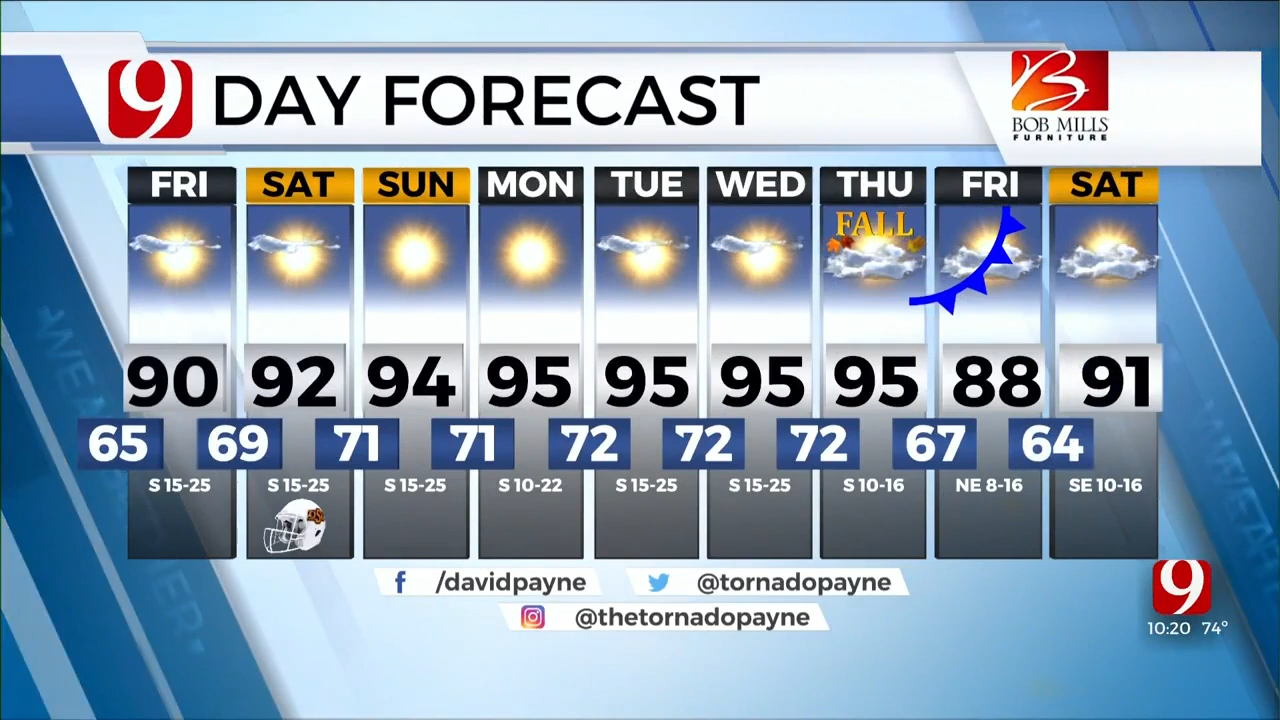 9 DAY FORECAST
B
BOB MILLS
FURNITURE
FRI SAT SUN MON TUE WED THU FRI SAT
FALL
90 92 94 95 95 95 95 88 91
65 69 71 71 72 72 72 67 64
S 15-25 S 15-25 S 15-25 S 10-22 S 15-25 S 15-25 S 10-16 NE 8-16 SE 10-16
OSU
f /davidpayne @tornadopayne
@thetornadopayne
9
10:20 74°